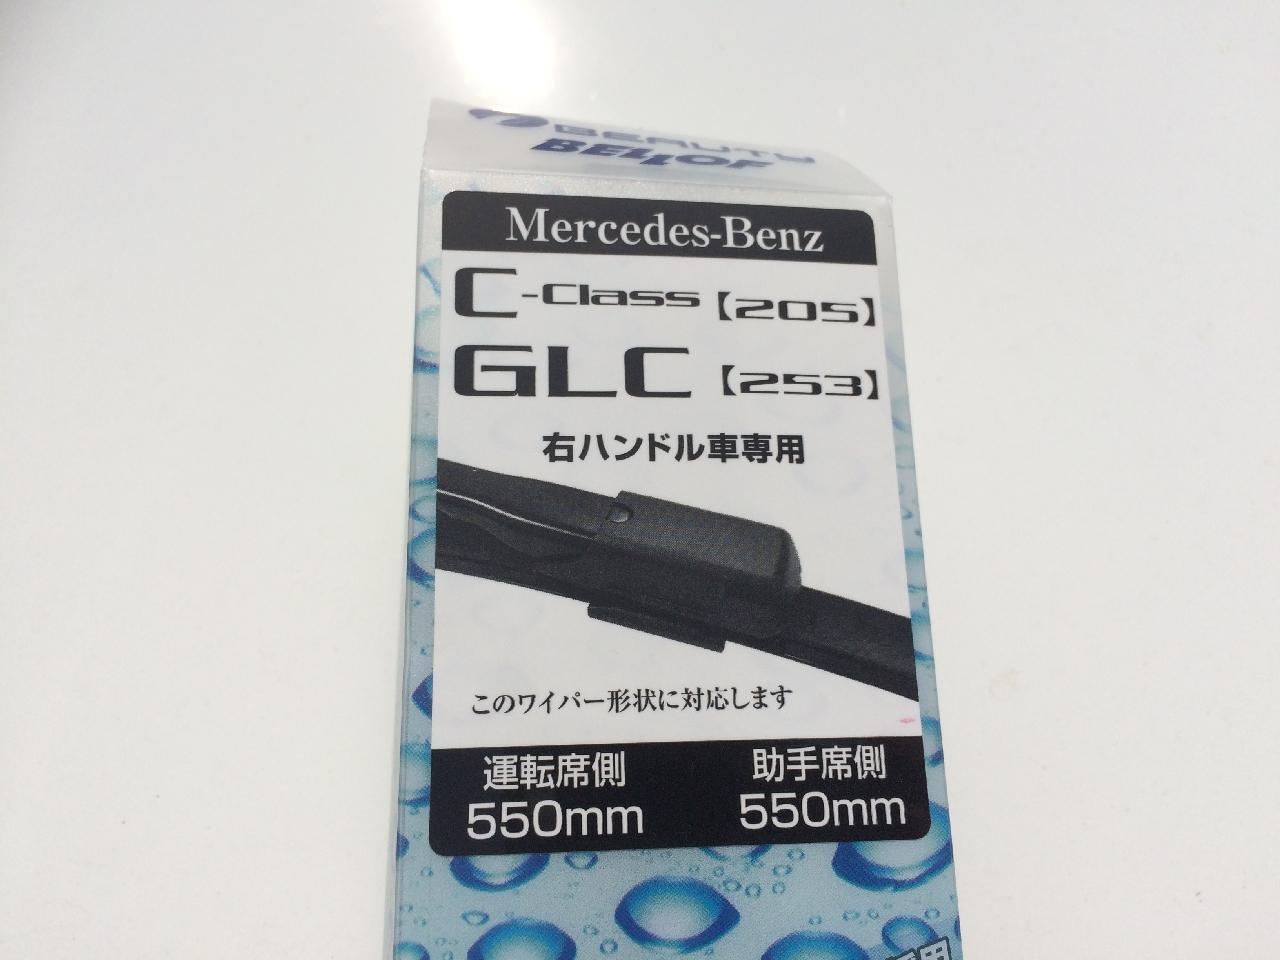 BEAUTY
BELLOF
Mercedes-Benz
C-Class【205】
GLC【253】
右ハンドル車専用
このワイパー形状に対応します
運転席側 助手席側
550mm 550mm